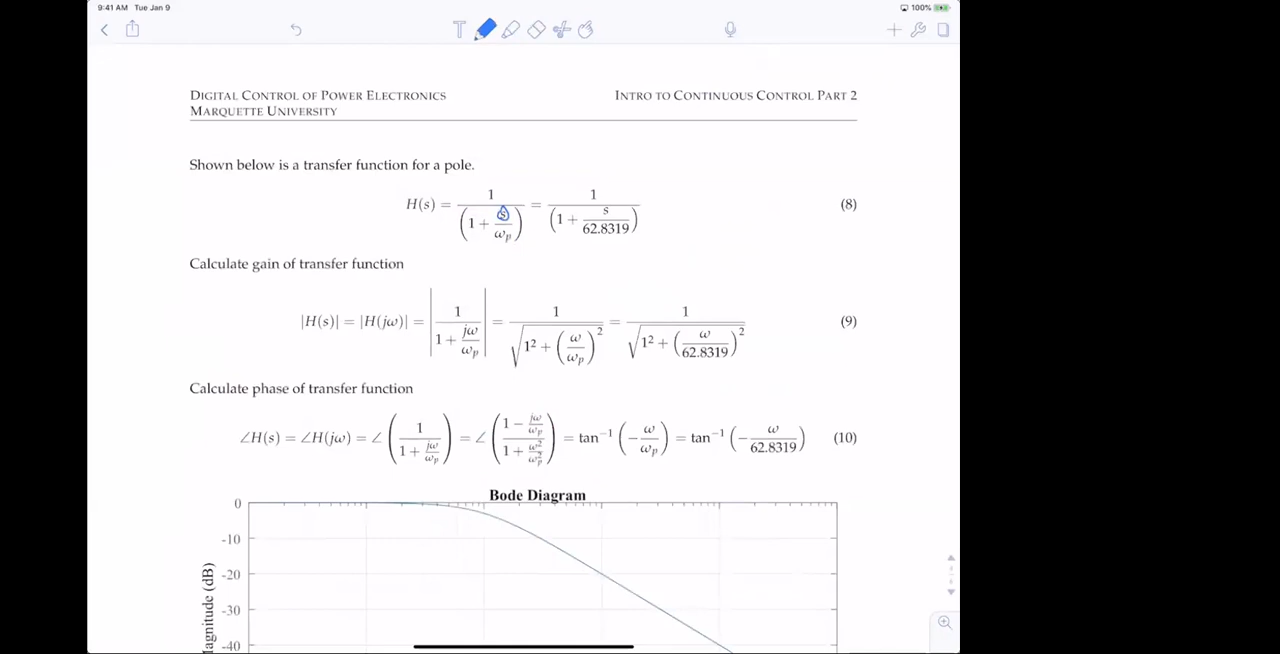 9:41 AM Tue Jan 9
100%
DIGITAL CONTROL OF POWER ELECTRONICS
INTRO TO CONTINUOUS CONTROL PART 2
MARQUETTE UNIVERSITY
Shown below is a transfer function for a pole.
H(s) = 1 / (1 + s/ω_p) = 1 / (1 + s/62.8319) (8)
Calculate gain of transfer function
|H(s)| = |H(jω)| = |1 / (1 + jω/ω_p)| = 1 / √(1² + (ω/ω_p)²) = 1 / √(1² + (ω/62.8319)²) (9)
Calculate phase of transfer function
∠H(s) = ∠H(jω) = ∠(1 / (1 + jω/ω_p)) = ∠((1 − jω/ω_p) / (1 + ω²/ω_p²)) = tan⁻¹(−ω/ω_p) = tan⁻¹(−ω/62.8319) (10)
Bode Diagram
0
-10
-20
-30
-40
agnitude (dB)